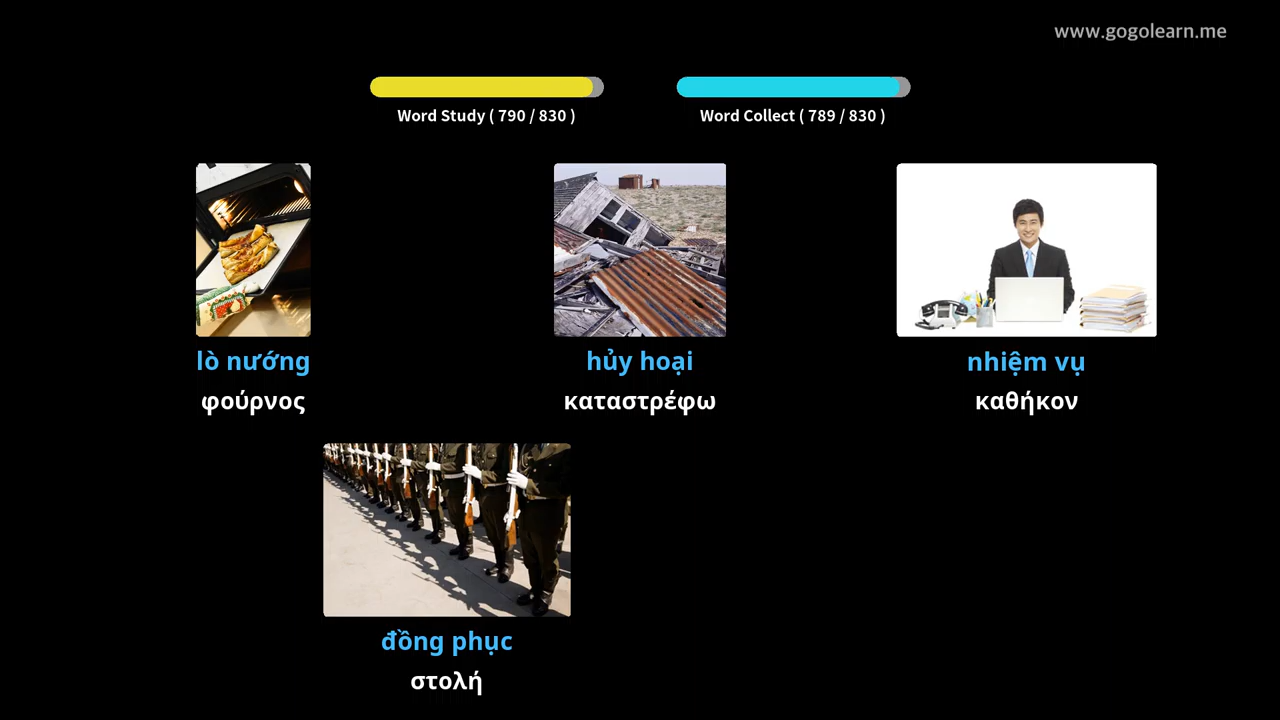 www.gogolearn.me
Word Study ( 790 / 830 )
Word Collect ( 789 / 830 )
lò nướng
φούρνος
hủy hoại
καταστρέφω
nhiệm vụ
καθήκον
đồng phục
στολή